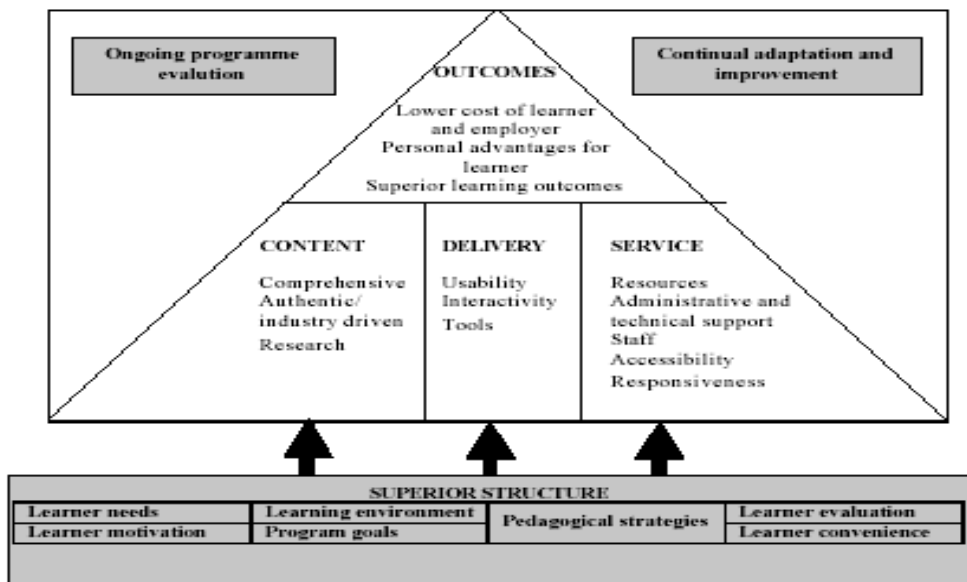 Ongoing programme
evalution
Continual adaptation and
improvement
OUTCOMES
Lower cost of learner
and employer
Personal advantages for
learner
Superior learning outcomes
CONTENT
Comprehensive
Authentic/
industry driven
Research
DELIVERY
Usability
Interactivity
Tools
SERVICE
Resources
Administrative and
technical support
Staff
Accessibility
Responsiveness
SUPERIOR STRUCTURE
Learner needs
Learner motivation
Learning environment
Program goals
Pedagogical strategies
Learner evaluation
Learner convenience